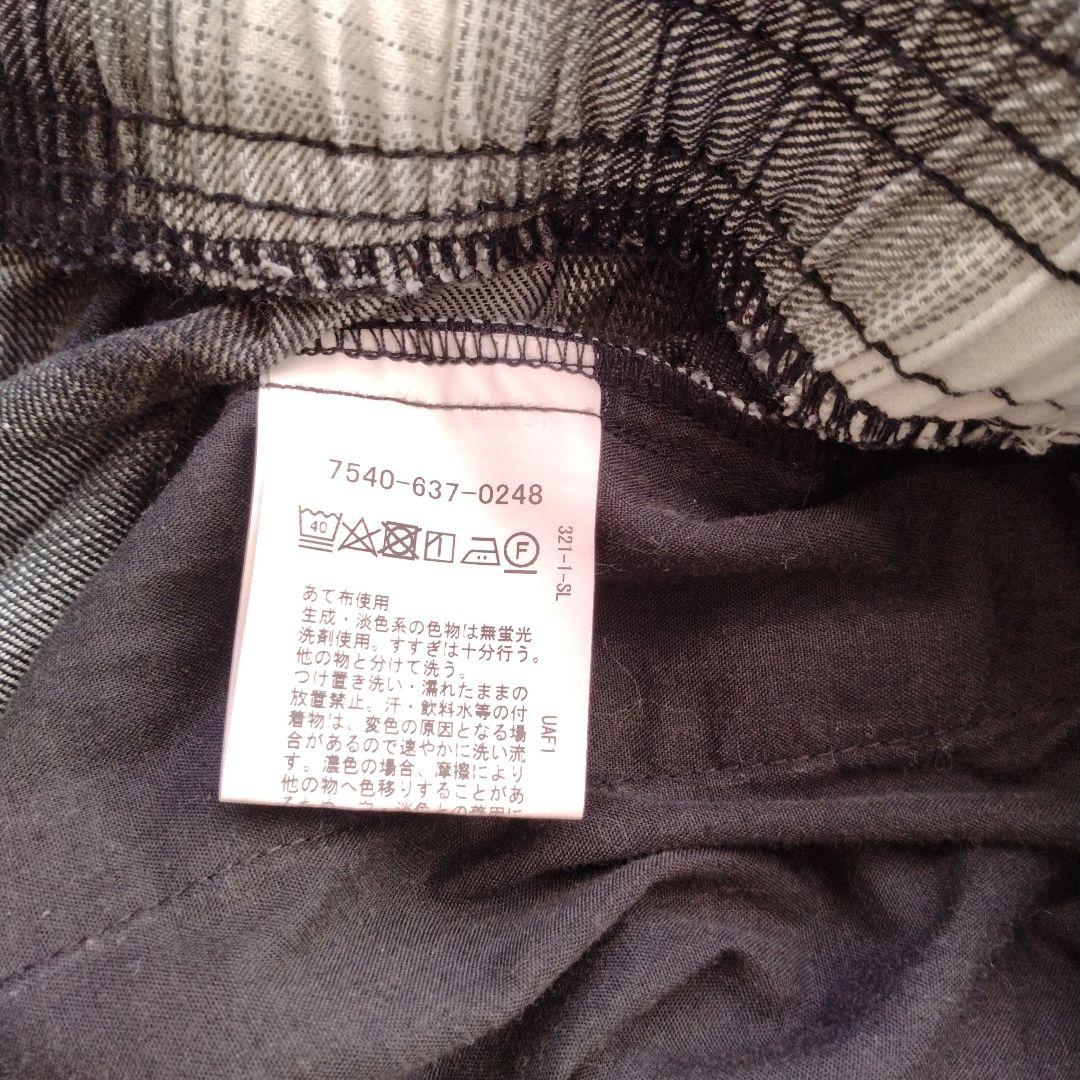 7540-637-0248
40
F
321-1-SL
あて布使用
生成・淡色系の色物は無蛍光
洗剤使用。すすぎは十分行う。
他の物と分けて洗う。
つけ置き洗い・濡れたままの
放置禁止。汗・飲料水等の付
着物は、変色の原因となる場
合があるので速やかに洗い流
す。濃色の場合、摩擦により
他の物へ色移りすることがあ
UAF1